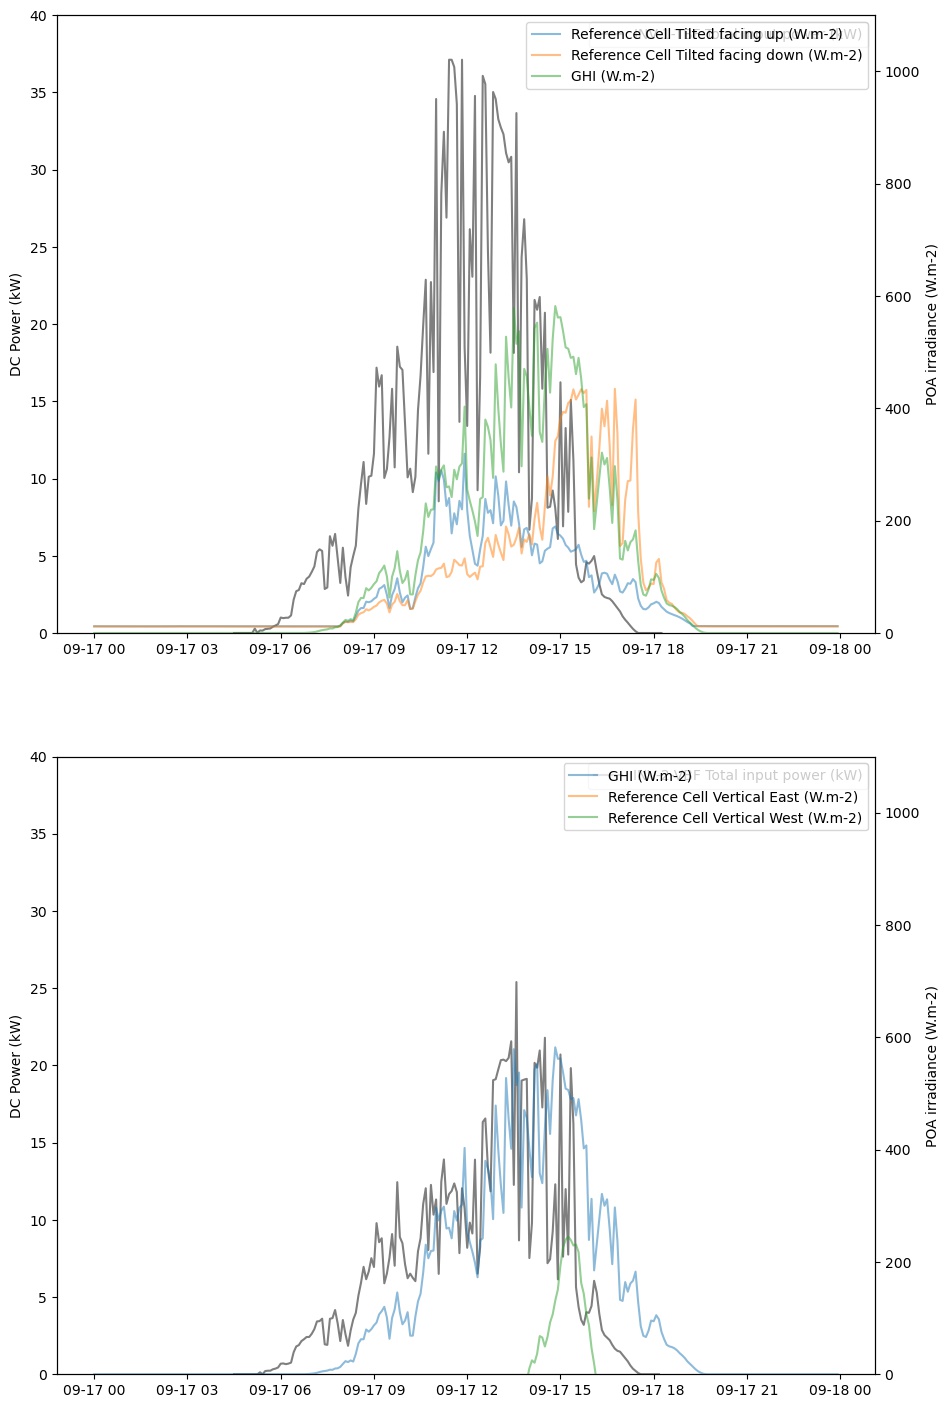 40
35
30
25
20
15
10
5
0
DC Power (kW)
Reference Cell Tilted facing up (W.m-2)
Reference Cell Tilted facing down (W.m-2)
GHI (W.m-2)
1000
800
600
400
200
0
POA irradiance (W.m-2)
09-17 00 09-17 03 09-17 06 09-17 09 09-17 12 09-17 15 09-17 18 09-17 21 09-18 00
40
35
30
25
20
15
10
5
0
DC Power (kW)
GHI (W.m-2) Total input power (kW)
Reference Cell Vertical East (W.m-2)
Reference Cell Vertical West (W.m-2)
1000
800
600
400
200
0
POA irradiance (W.m-2)
09-17 00 09-17 03 09-17 06 09-17 09 09-17 12 09-17 15 09-17 18 09-17 21 09-18 00